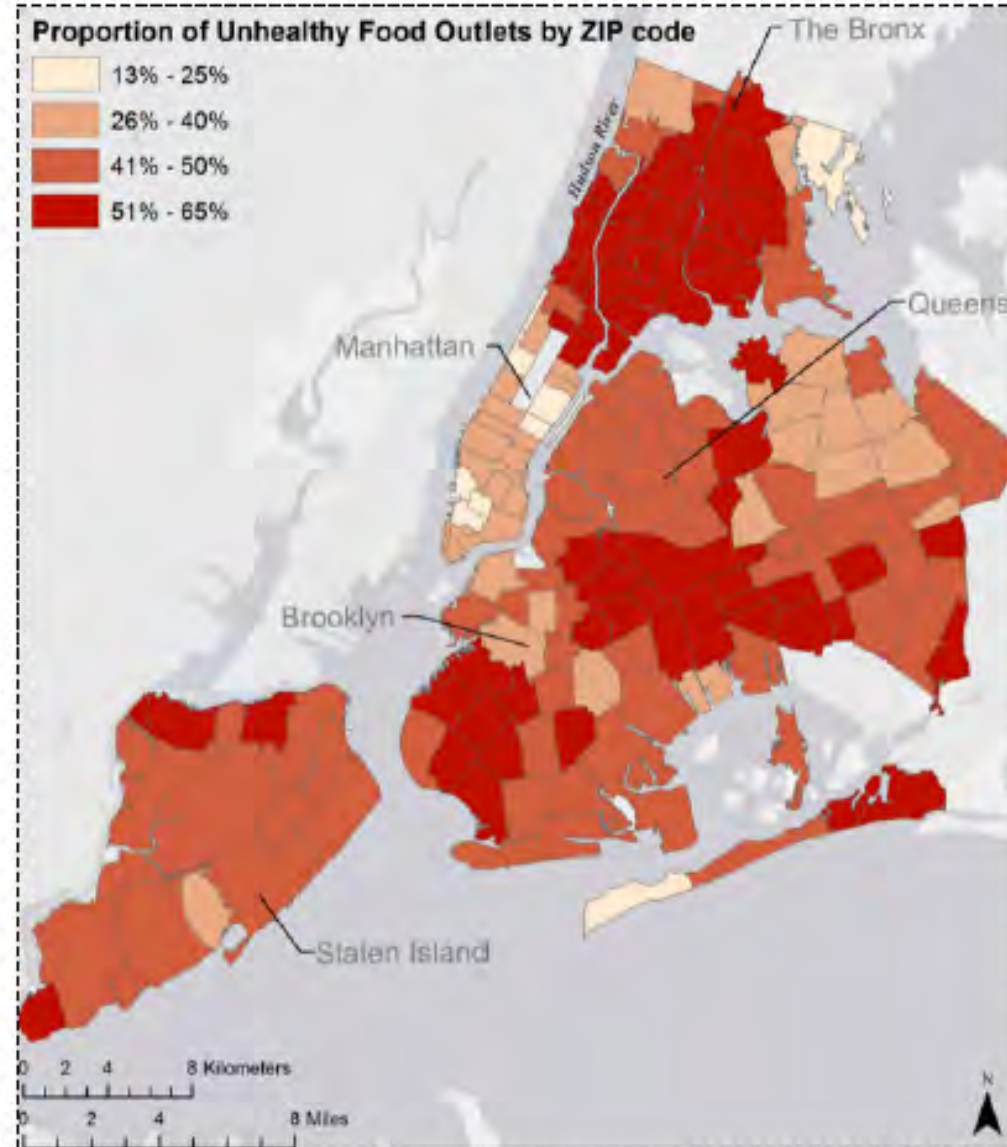 Proportion of Unhealthy Food Outlets by ZIP code
13% - 25%
26% - 40%
41% - 50%
51% - 65%
The Bronx
Hudson River
Queens
Manhattan
Brooklyn
Staten Island
0 2 4 8 Kilometers
0 2 4 8 Miles
N